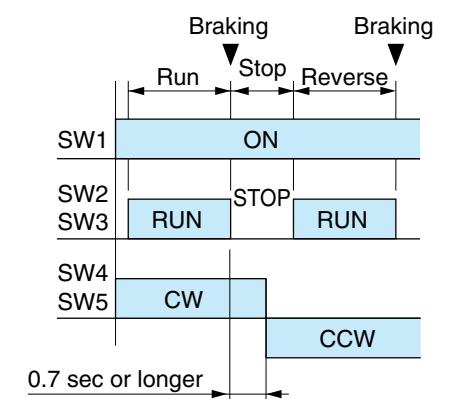 Braking Braking
Run Stop Reverse
SW1 ON
SW2 STOP
SW3 RUN RUN
SW4
SW5 CW
CCW
0.7 sec or longer